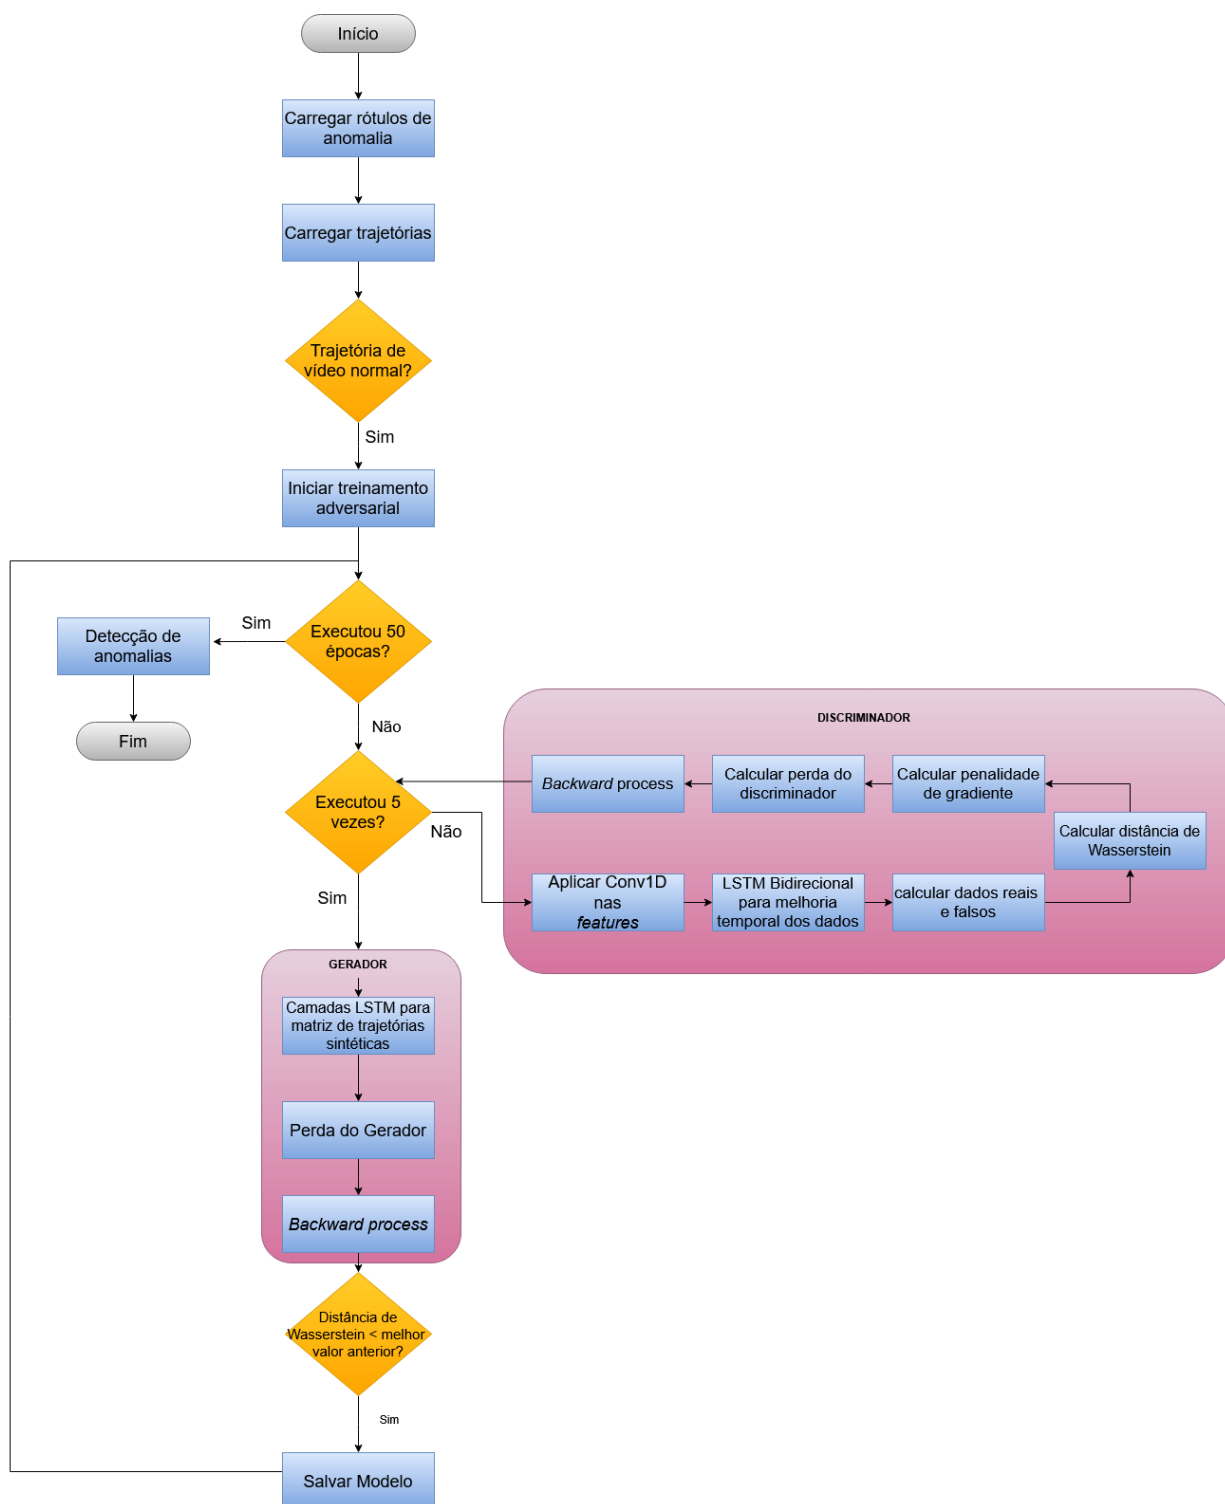 Início
Carregar rótulos de
anomalia
Carregar trajetórias
Trajetória de
vídeo normal?
Sim
Iniciar treinamento
adversarial
Executou 50
épocas?
Sim
Detecção de
anomalias
Fim
Não
Executou 5
vezes?
Não
Sim
DISCRIMINADOR
Backward process
Calcular perda do
discriminador
Calcular penalidade
de gradiente
Calcular distância de
Wasserstein
Aplicar Conv1D
nas
features
LSTM Bidirecional
para melhoria
temporal dos dados
calcular dados reais
e falsos
GERADOR
Camadas LSTM para
matriz de trajetórias
sintéticas
Perda do Gerador
Backward process
Distância de
Wasserstein < melhor
valor anterior?
Sim
Salvar Modelo